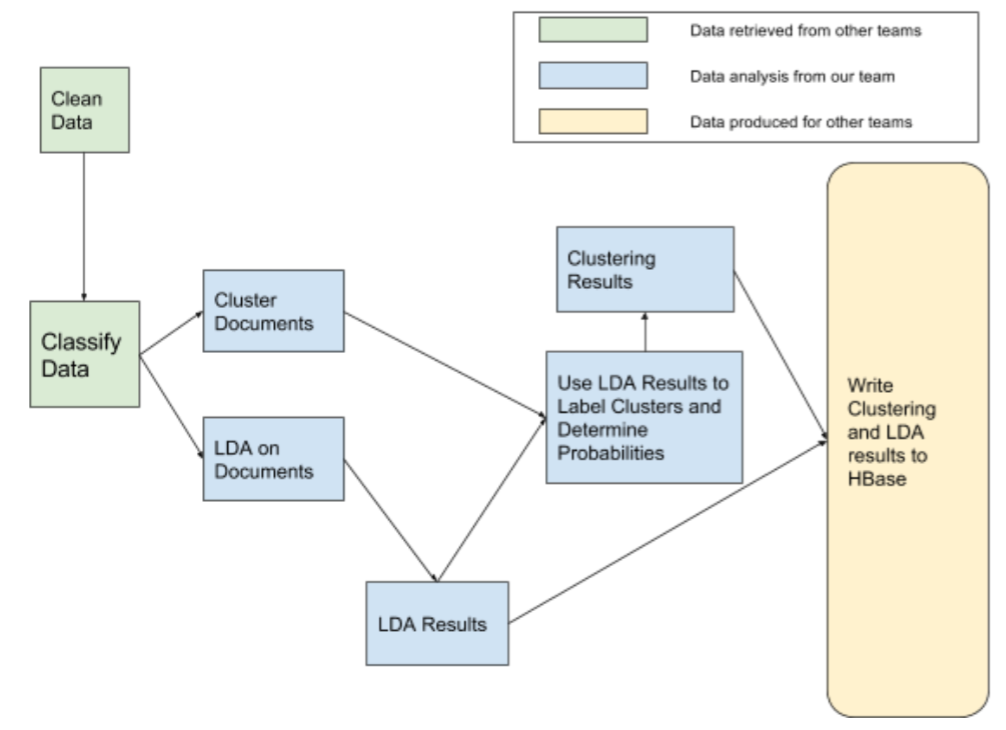 Data retrieved from other teams
Data analysis from our team
Data produced for other teams
Clean
Data
Classify
Data
Cluster
Documents
LDA on
Documents
LDA Results
Clustering
Results
Use LDA Results to
Label Clusters and
Determine
Probabilities
Write
Clustering
and LDA
results to
HBase